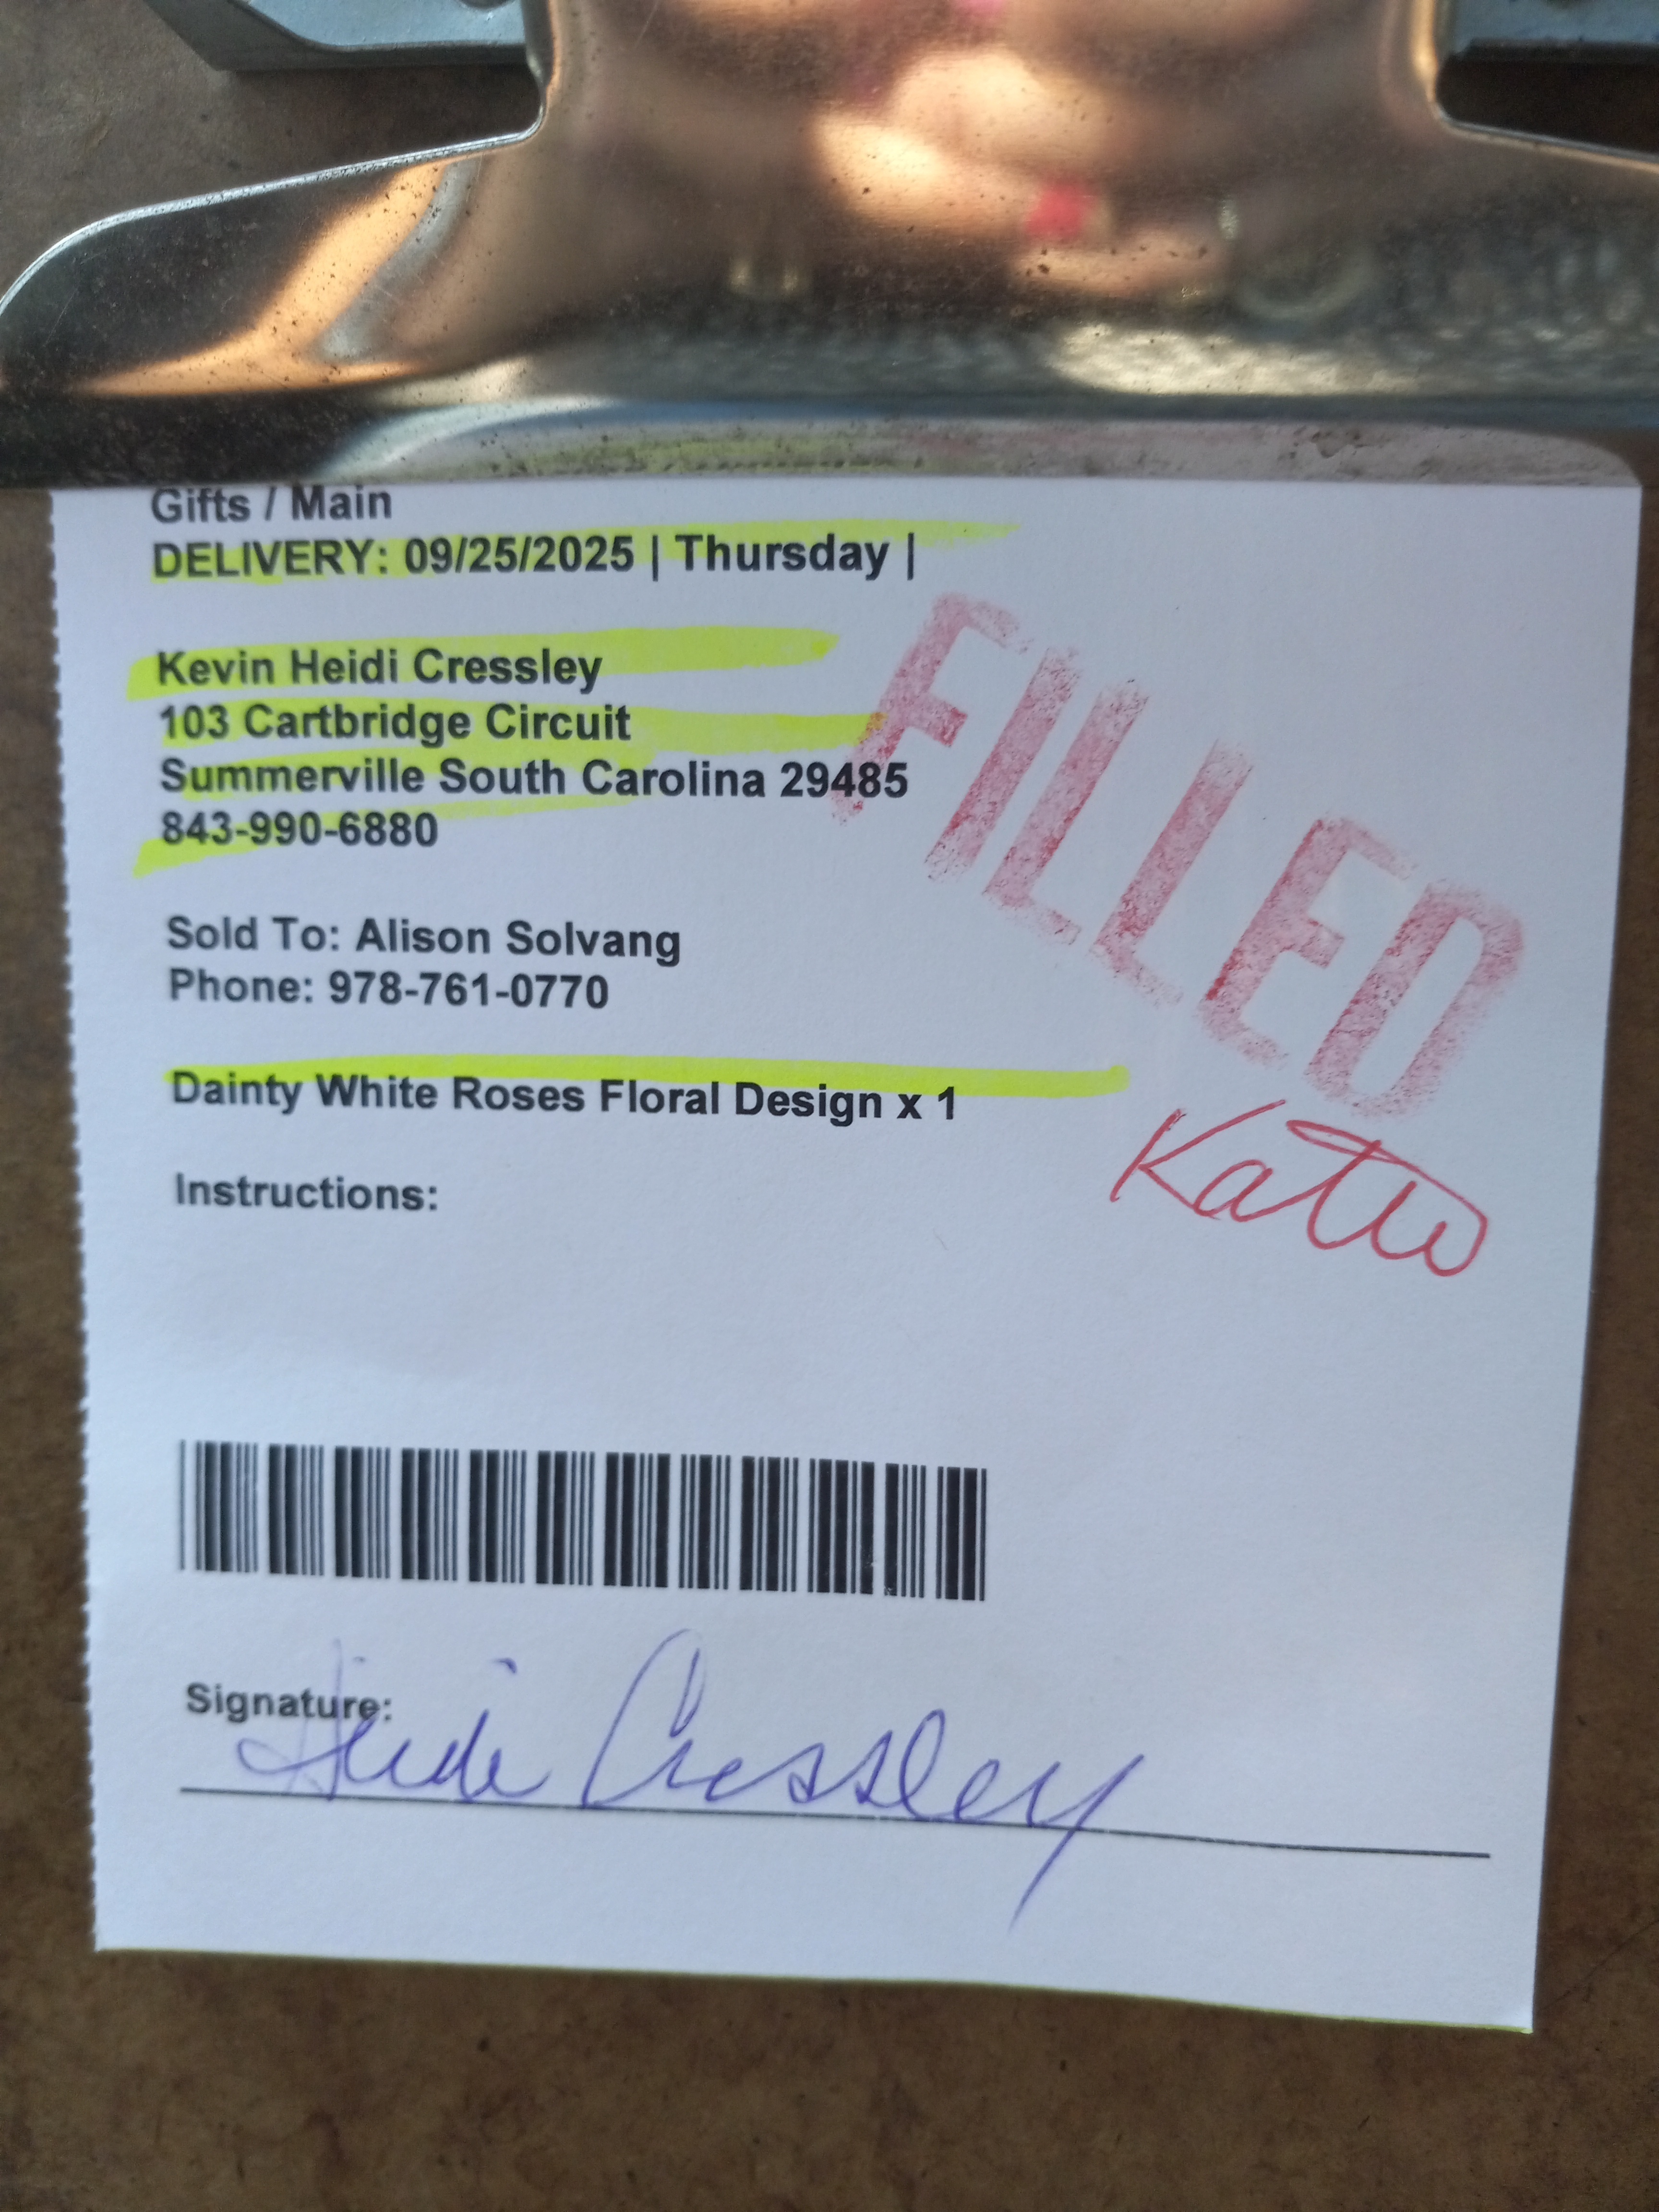 Gifts / Main
DELIVERY: 09/25/2025 | Thursday |
Kevin Heidi Cressley
103 Cartbridge Circuit
Summerville South Carolina 29485
843-990-6880
FILLED
Sold To: Alison Solvang
Phone: 978-761-0770
Dainty White Roses Floral Design x 1
Katie
Instructions:
Signature:
Heidi Cressley